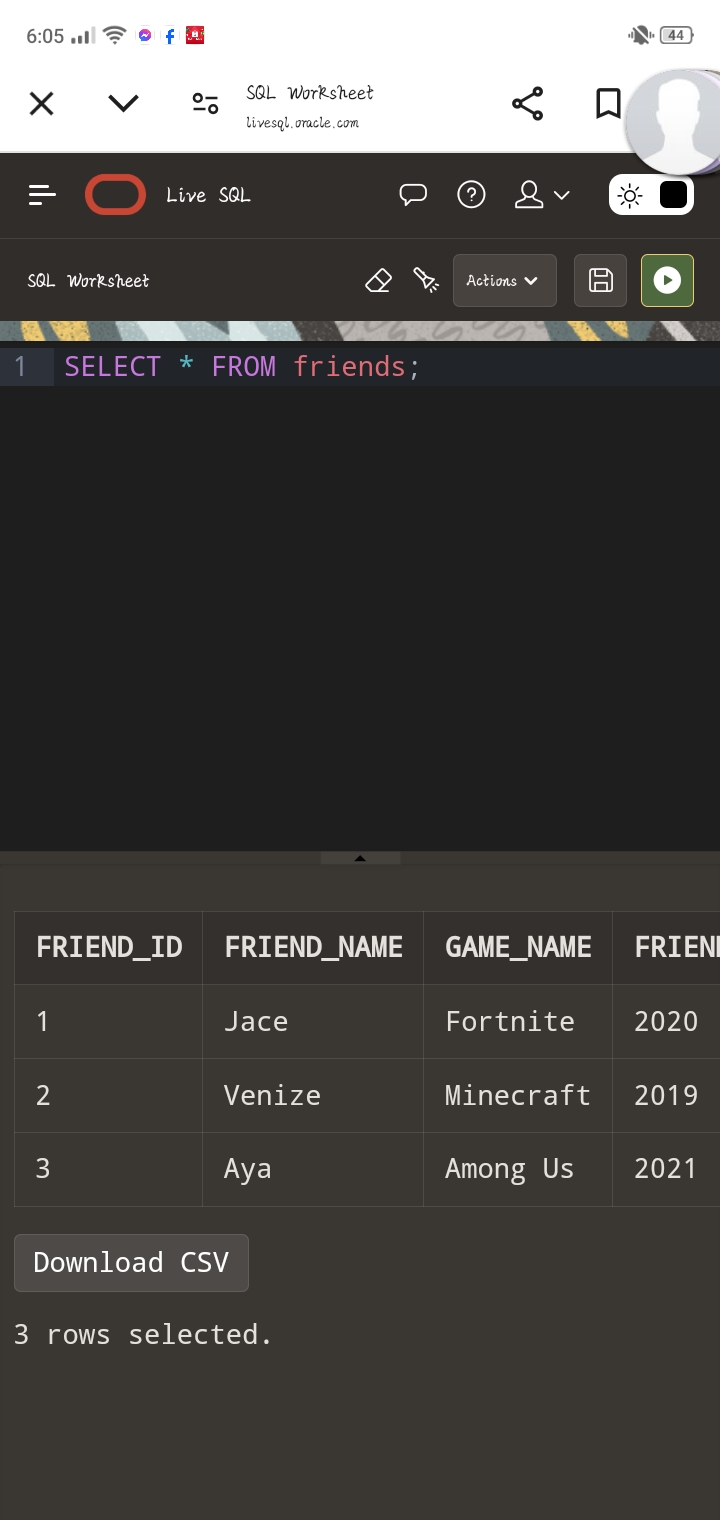 6:05 44
SQL Worksheet
livesql.oracle.com
Live SQL
SQL Worksheet Actions
1 SELECT * FROM friends;
FRIEND_ID FRIEND_NAME GAME_NAME FRIEN
1 Jace Fortnite 2020
2 Venize Minecraft 2019
3 Aya Among Us 2021
Download CSV
3 rows selected.